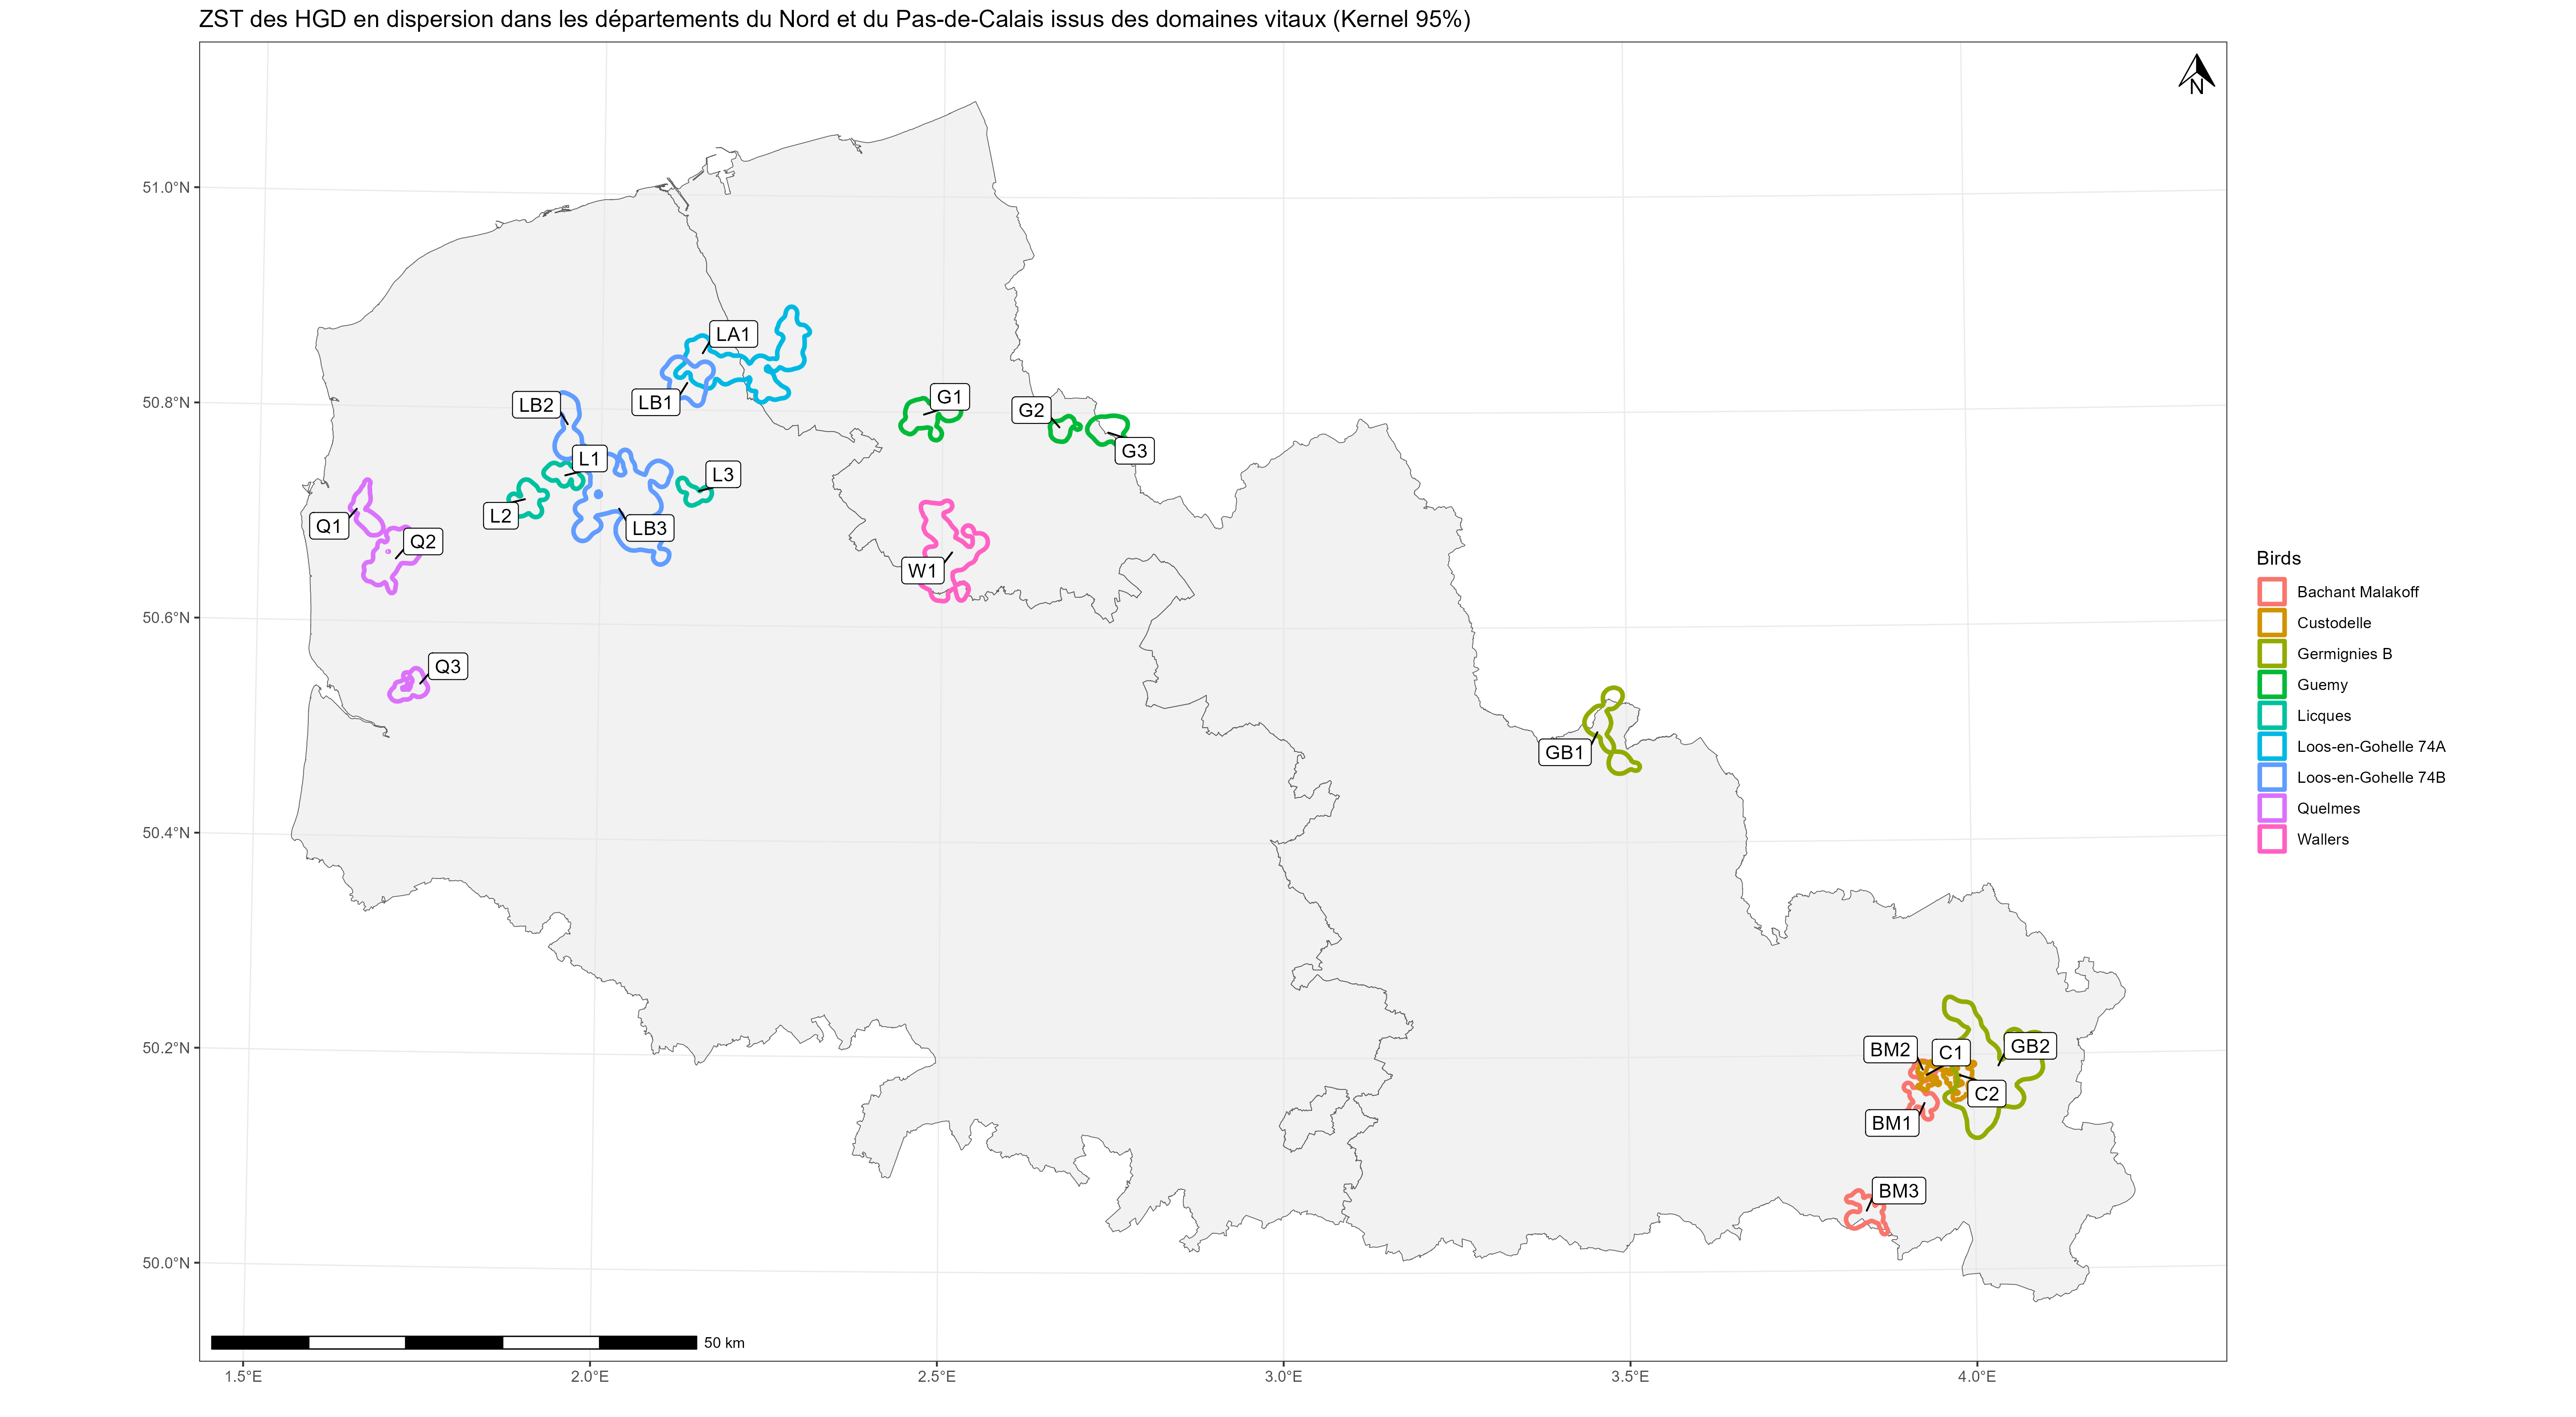 ZST des HGD en dispersion dans les départements du Nord et du Pas-de-Calais issus des domaines vitaux (Kernel 95%)
N
51.0°N
50.8°N
50.6°N
50.4°N
50.2°N
50.0°N
LA1
LB1
LB2
G1
G2
G3
L1
L2
L3
LB3
Q1
Q2
W1
Q3
GB1
BM2
C1
GB2
C2
BM1
BM3
50 km
1.5°E
2.0°E
2.5°E
3.0°E
3.5°E
4.0°E
Birds
Bachant Malakoff
Custodelle
Germignies B
Guemy
Licques
Loos-en-Gohelle 74A
Loos-en-Gohelle 74B
Quelmes
Wallers